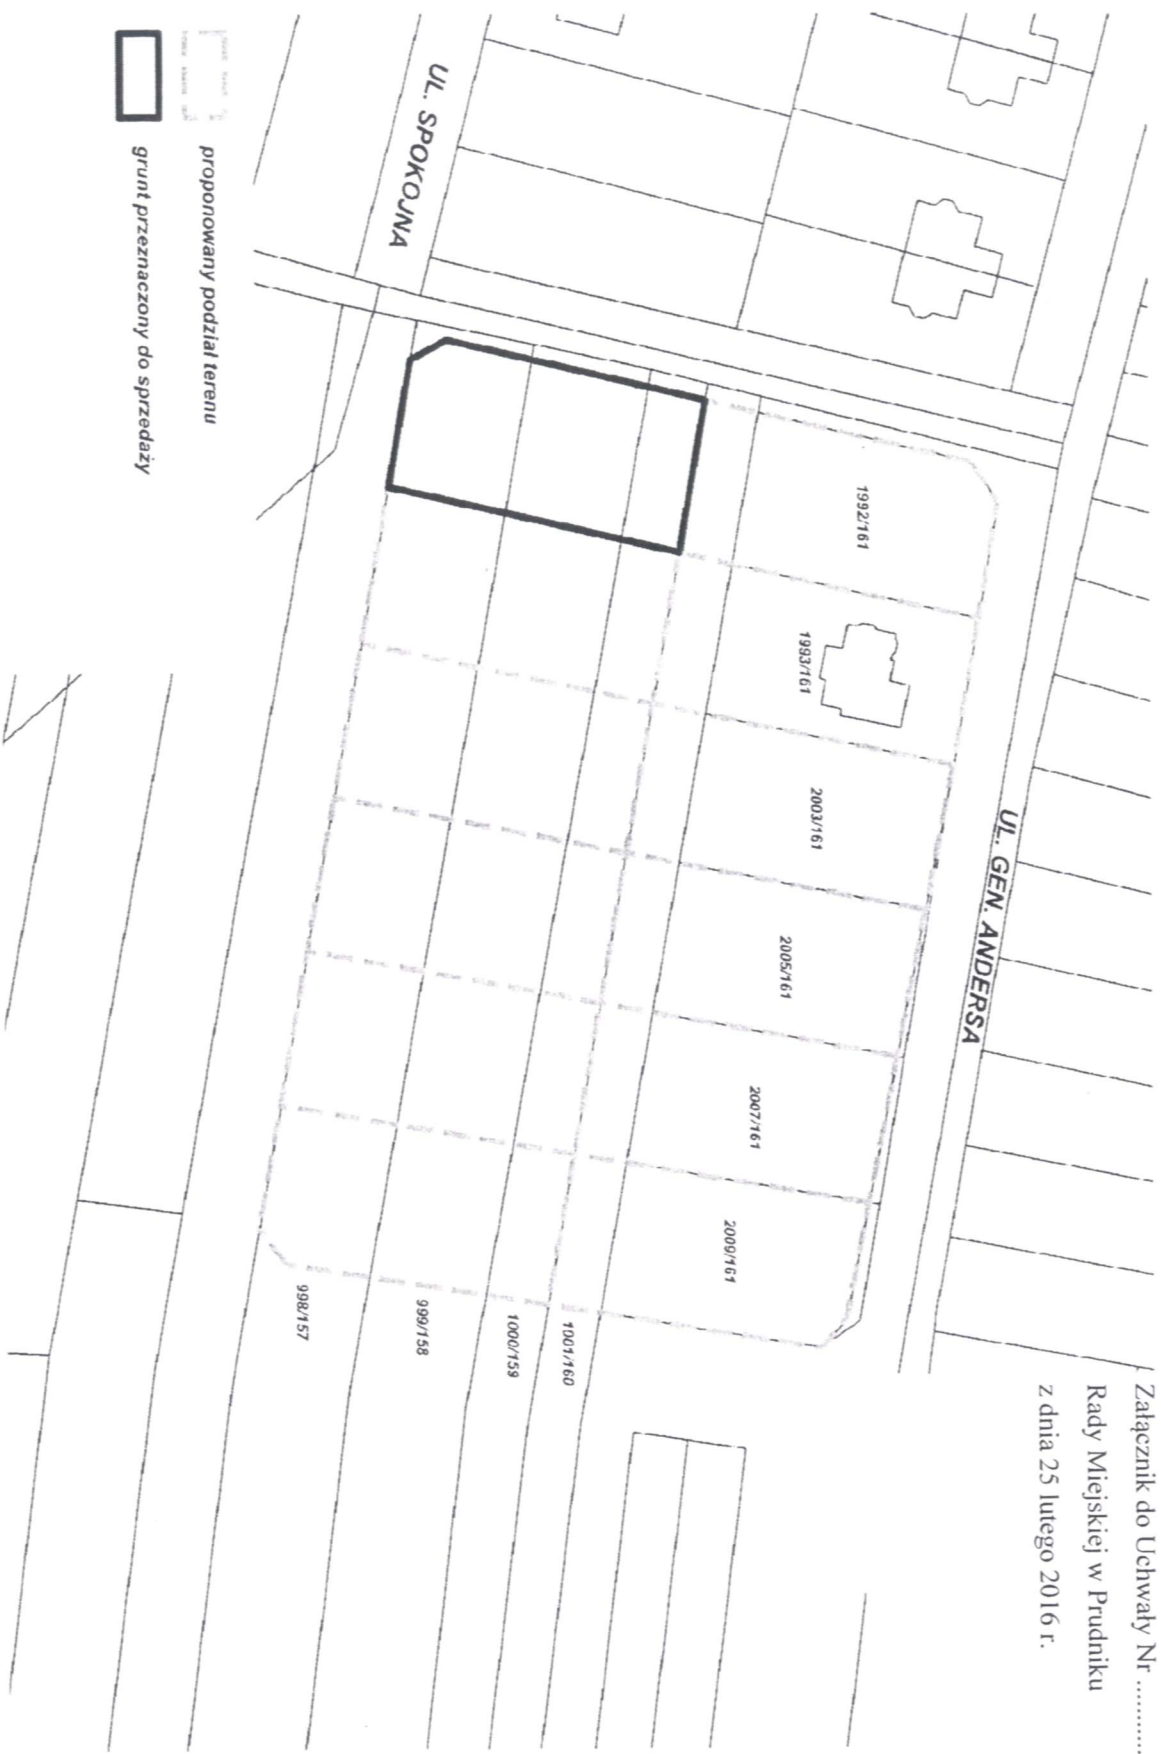 Załącznik do Uchwały Nr ...........
Rady Miejskiej w Prudniku
z dnia 25 lutego 2016 r.
UL. GEN. ANDERSA
1992/161
1993/161
2003/161
2005/161
2007/161
2009/161
UL. SPOKOJNA
1001/160
1000/159
999/158
998/157
proponowany podział terenu
grunt przeznaczony do sprzedaży